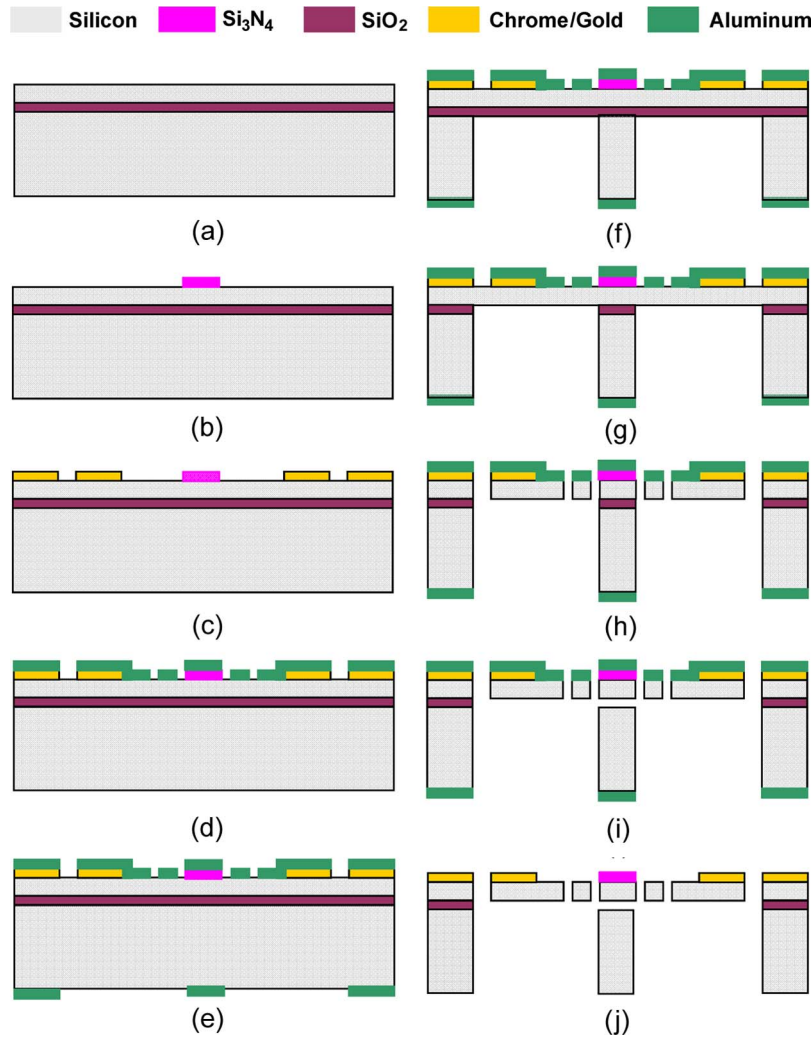 Silicon Si₃N₄ SiO₂ Chrome/Gold Aluminum
(a)
(b)
(c)
(d)
(e)
(f)
(g)
(h)
(i)
(j)